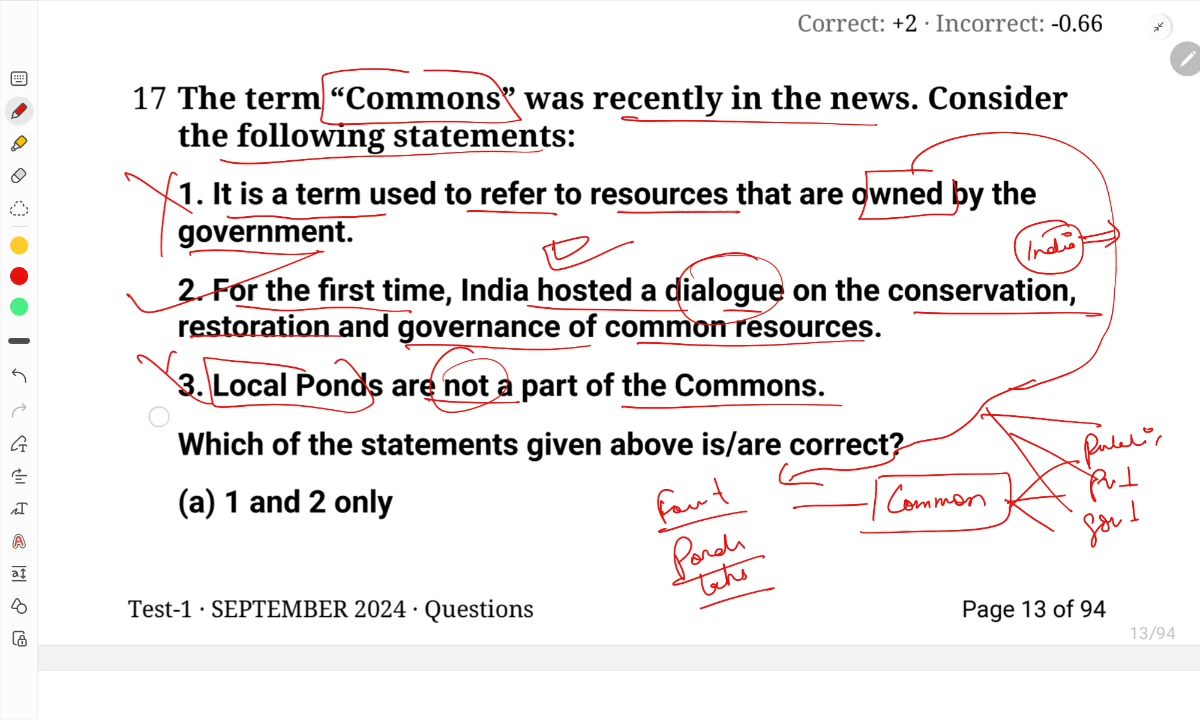 Correct: +2 · Incorrect: -0.66
17 The term “Commons” was recently in the news. Consider
the following statements:
1. It is a term used to refer to resources that are owned by the
government.
India
2. For the first time, India hosted a dialogue on the conservation,
restoration and governance of common resources.
3. Local Ponds are not a part of the Commons.
Which of the statements given above is/are correct?
(a) 1 and 2 only
Common
Test-1 · SEPTEMBER 2024 · Questions
Page 13 of 94
13/94